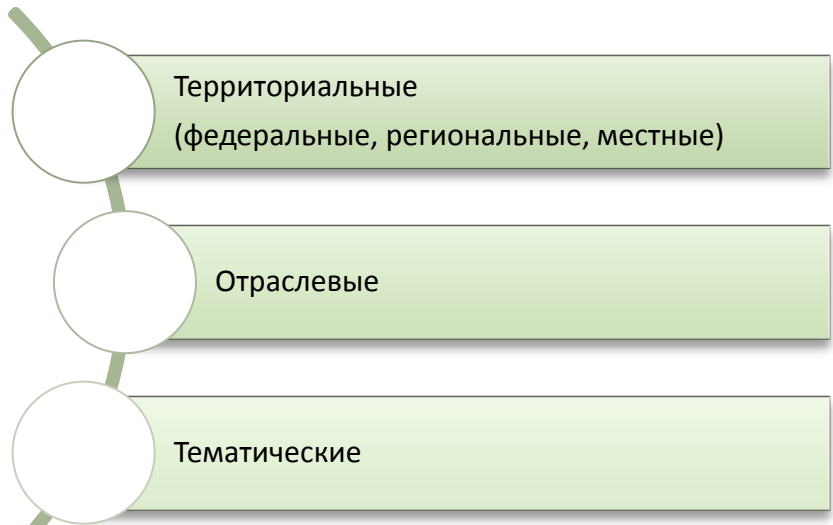 Территориальные
(федеральные, региональные, местные)
Отраслевые
Тематические